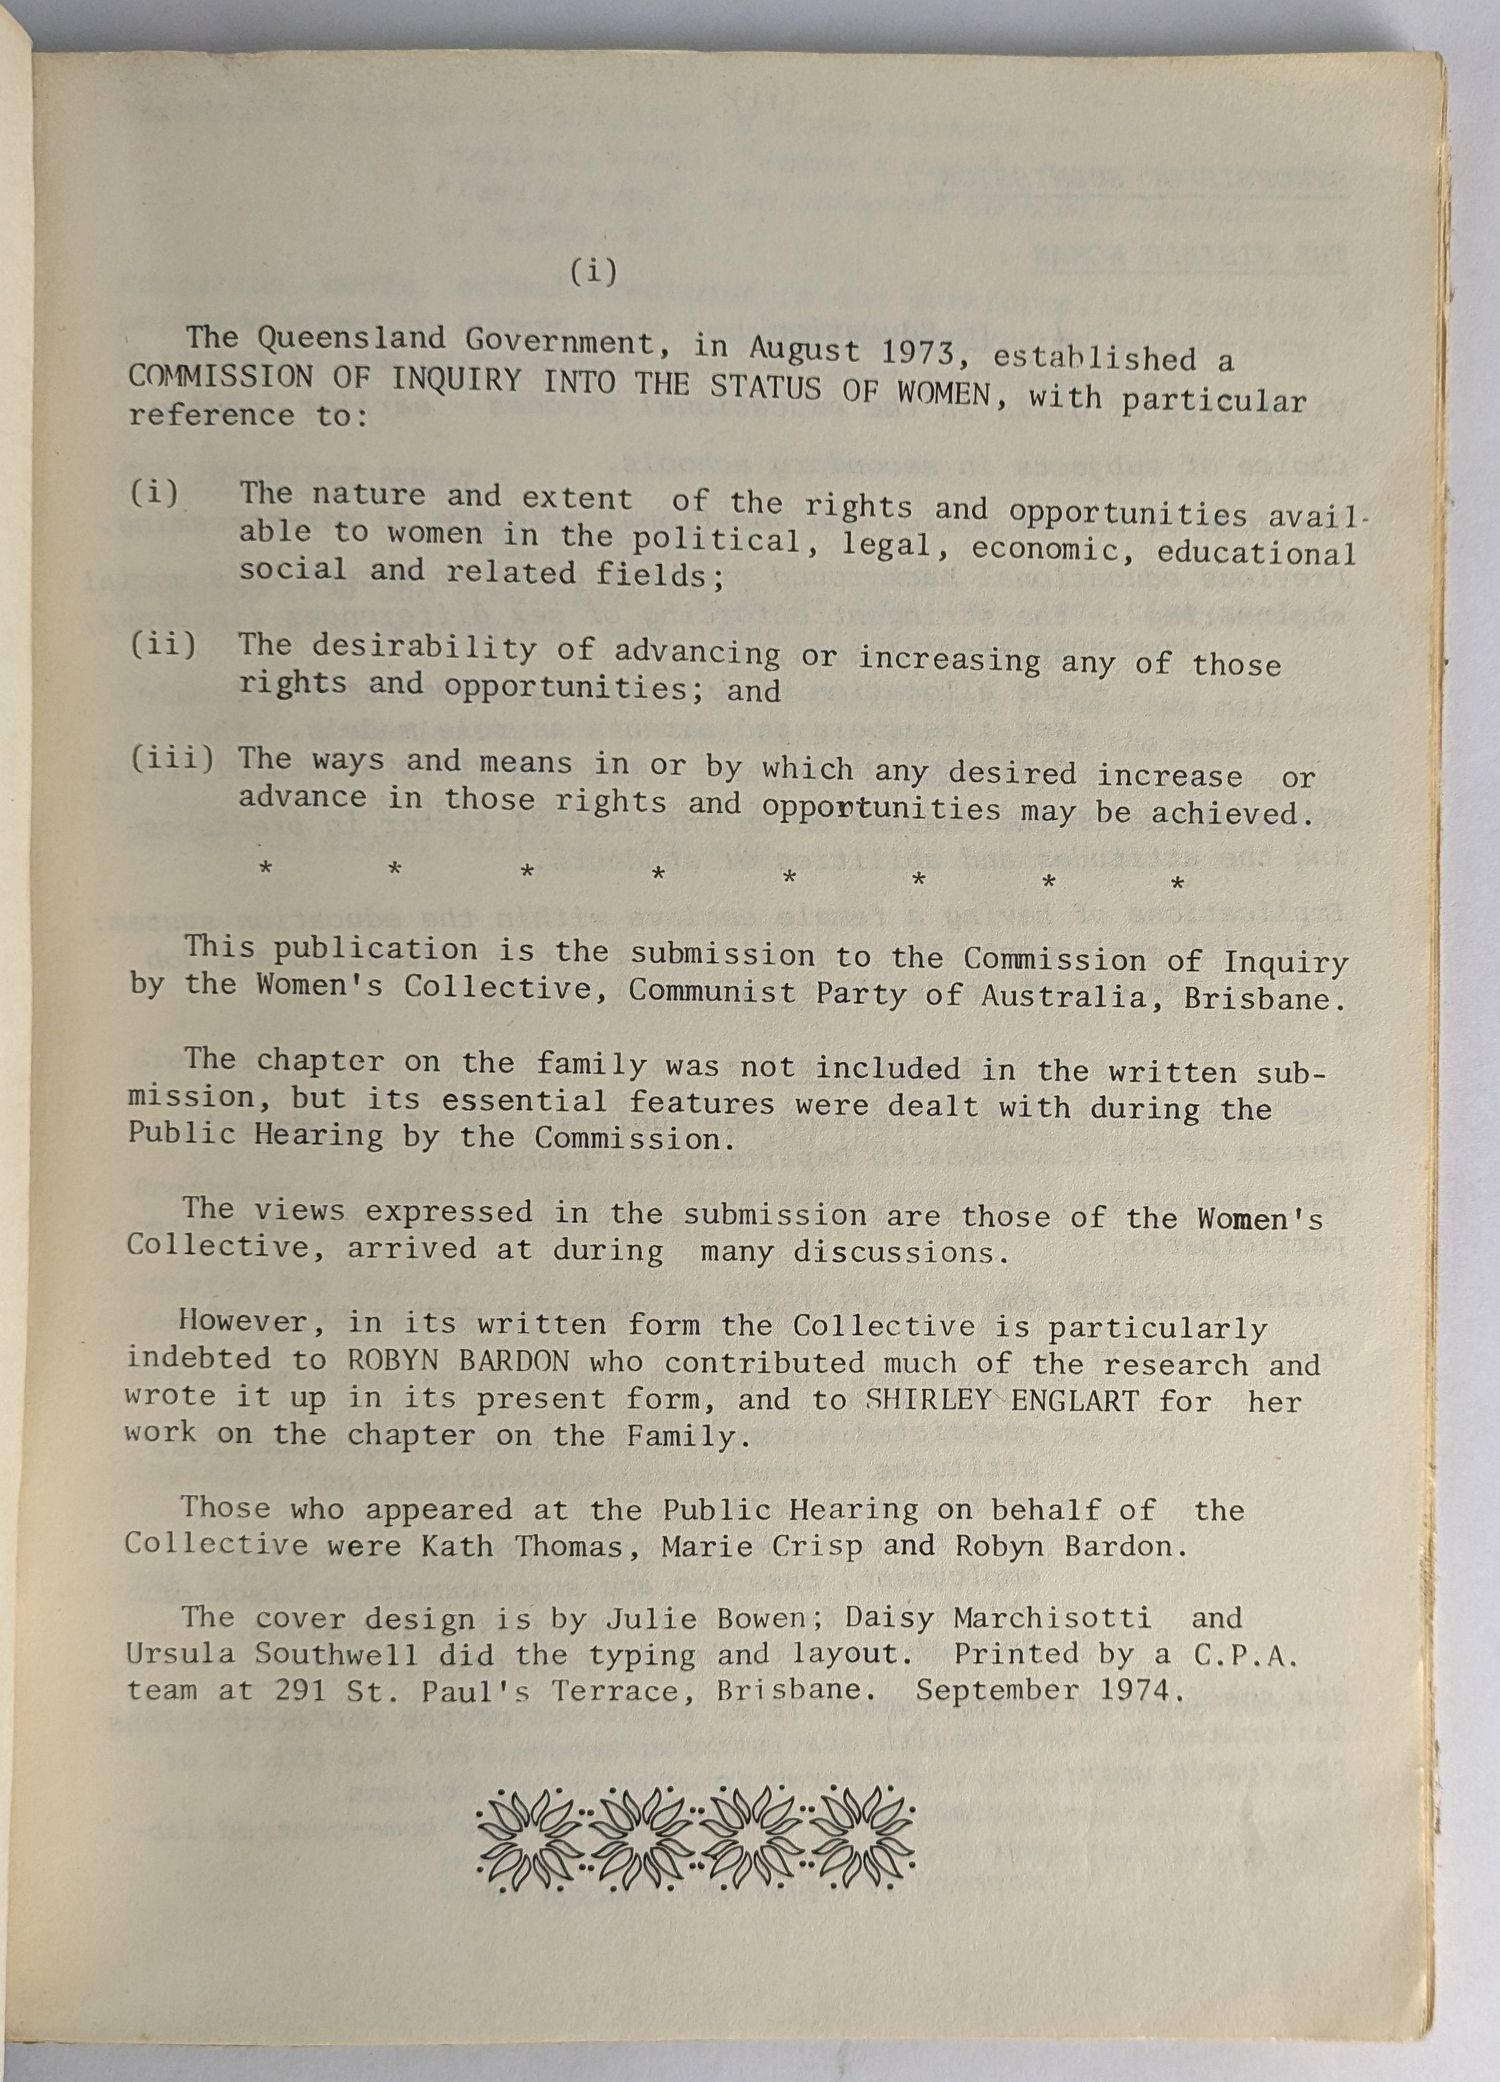 (i)
The Queensland Government, in August 1973, established a
COMMISSION OF INQUIRY INTO THE STATUS OF WOMEN, with particular
reference to:
(i) The nature and extent of the rights and opportunities avail-
able to women in the political, legal, economic, educational
social and related fields;
(ii) The desirability of advancing or increasing any of those
rights and opportunities; and
(iii) The ways and means in or by which any desired increase or
advance in those rights and opportunities may be achieved.
* * * * * * * *
This publication is the submission to the Commission of Inquiry
by the Women's Collective, Communist Party of Australia, Brisbane.
The chapter on the family was not included in the written sub-
mission, but its essential features were dealt with during the
Public Hearing by the Commission.
The views expressed in the submission are those of the Women's
Collective, arrived at during many discussions.
However, in its written form the Collective is particularly
indebted to ROBYN BARDON who contributed much of the research and
wrote it up in its present form, and to SHIRLEY ENGLART for her
work on the chapter on the Family.
Those who appeared at the Public Hearing on behalf of the
Collective were Kath Thomas, Marie Crisp and Robyn Bardon.
The cover design is by Julie Bowen; Daisy Marchisotti and
Ursula Southwell did the typing and layout. Printed by a C.P.A.
team at 291 St. Paul's Terrace, Brisbane. September 1974.